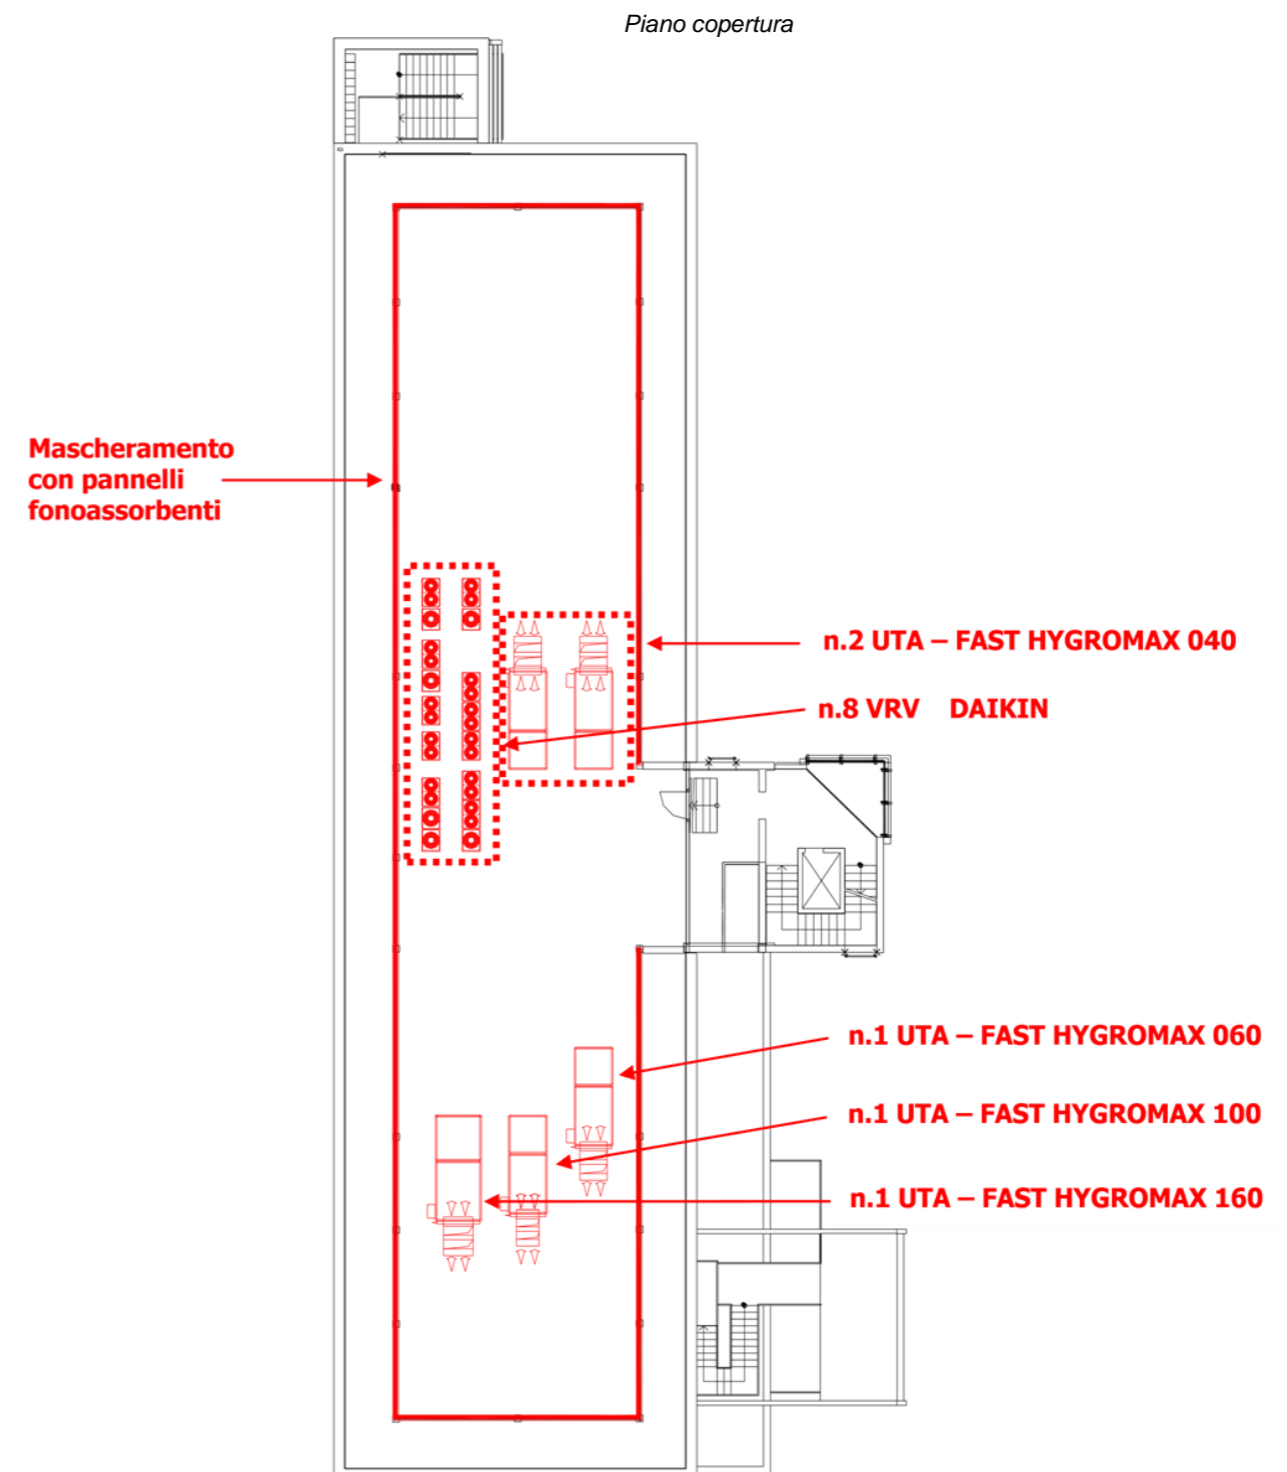 Piano copertura
Mascheramento
con pannelli
fonoassorbenti
n.2 UTA – FAST HYGROMAX 040
n.8 VRV DAIKIN
n.1 UTA – FAST HYGROMAX 060
n.1 UTA – FAST HYGROMAX 100
n.1 UTA – FAST HYGROMAX 160